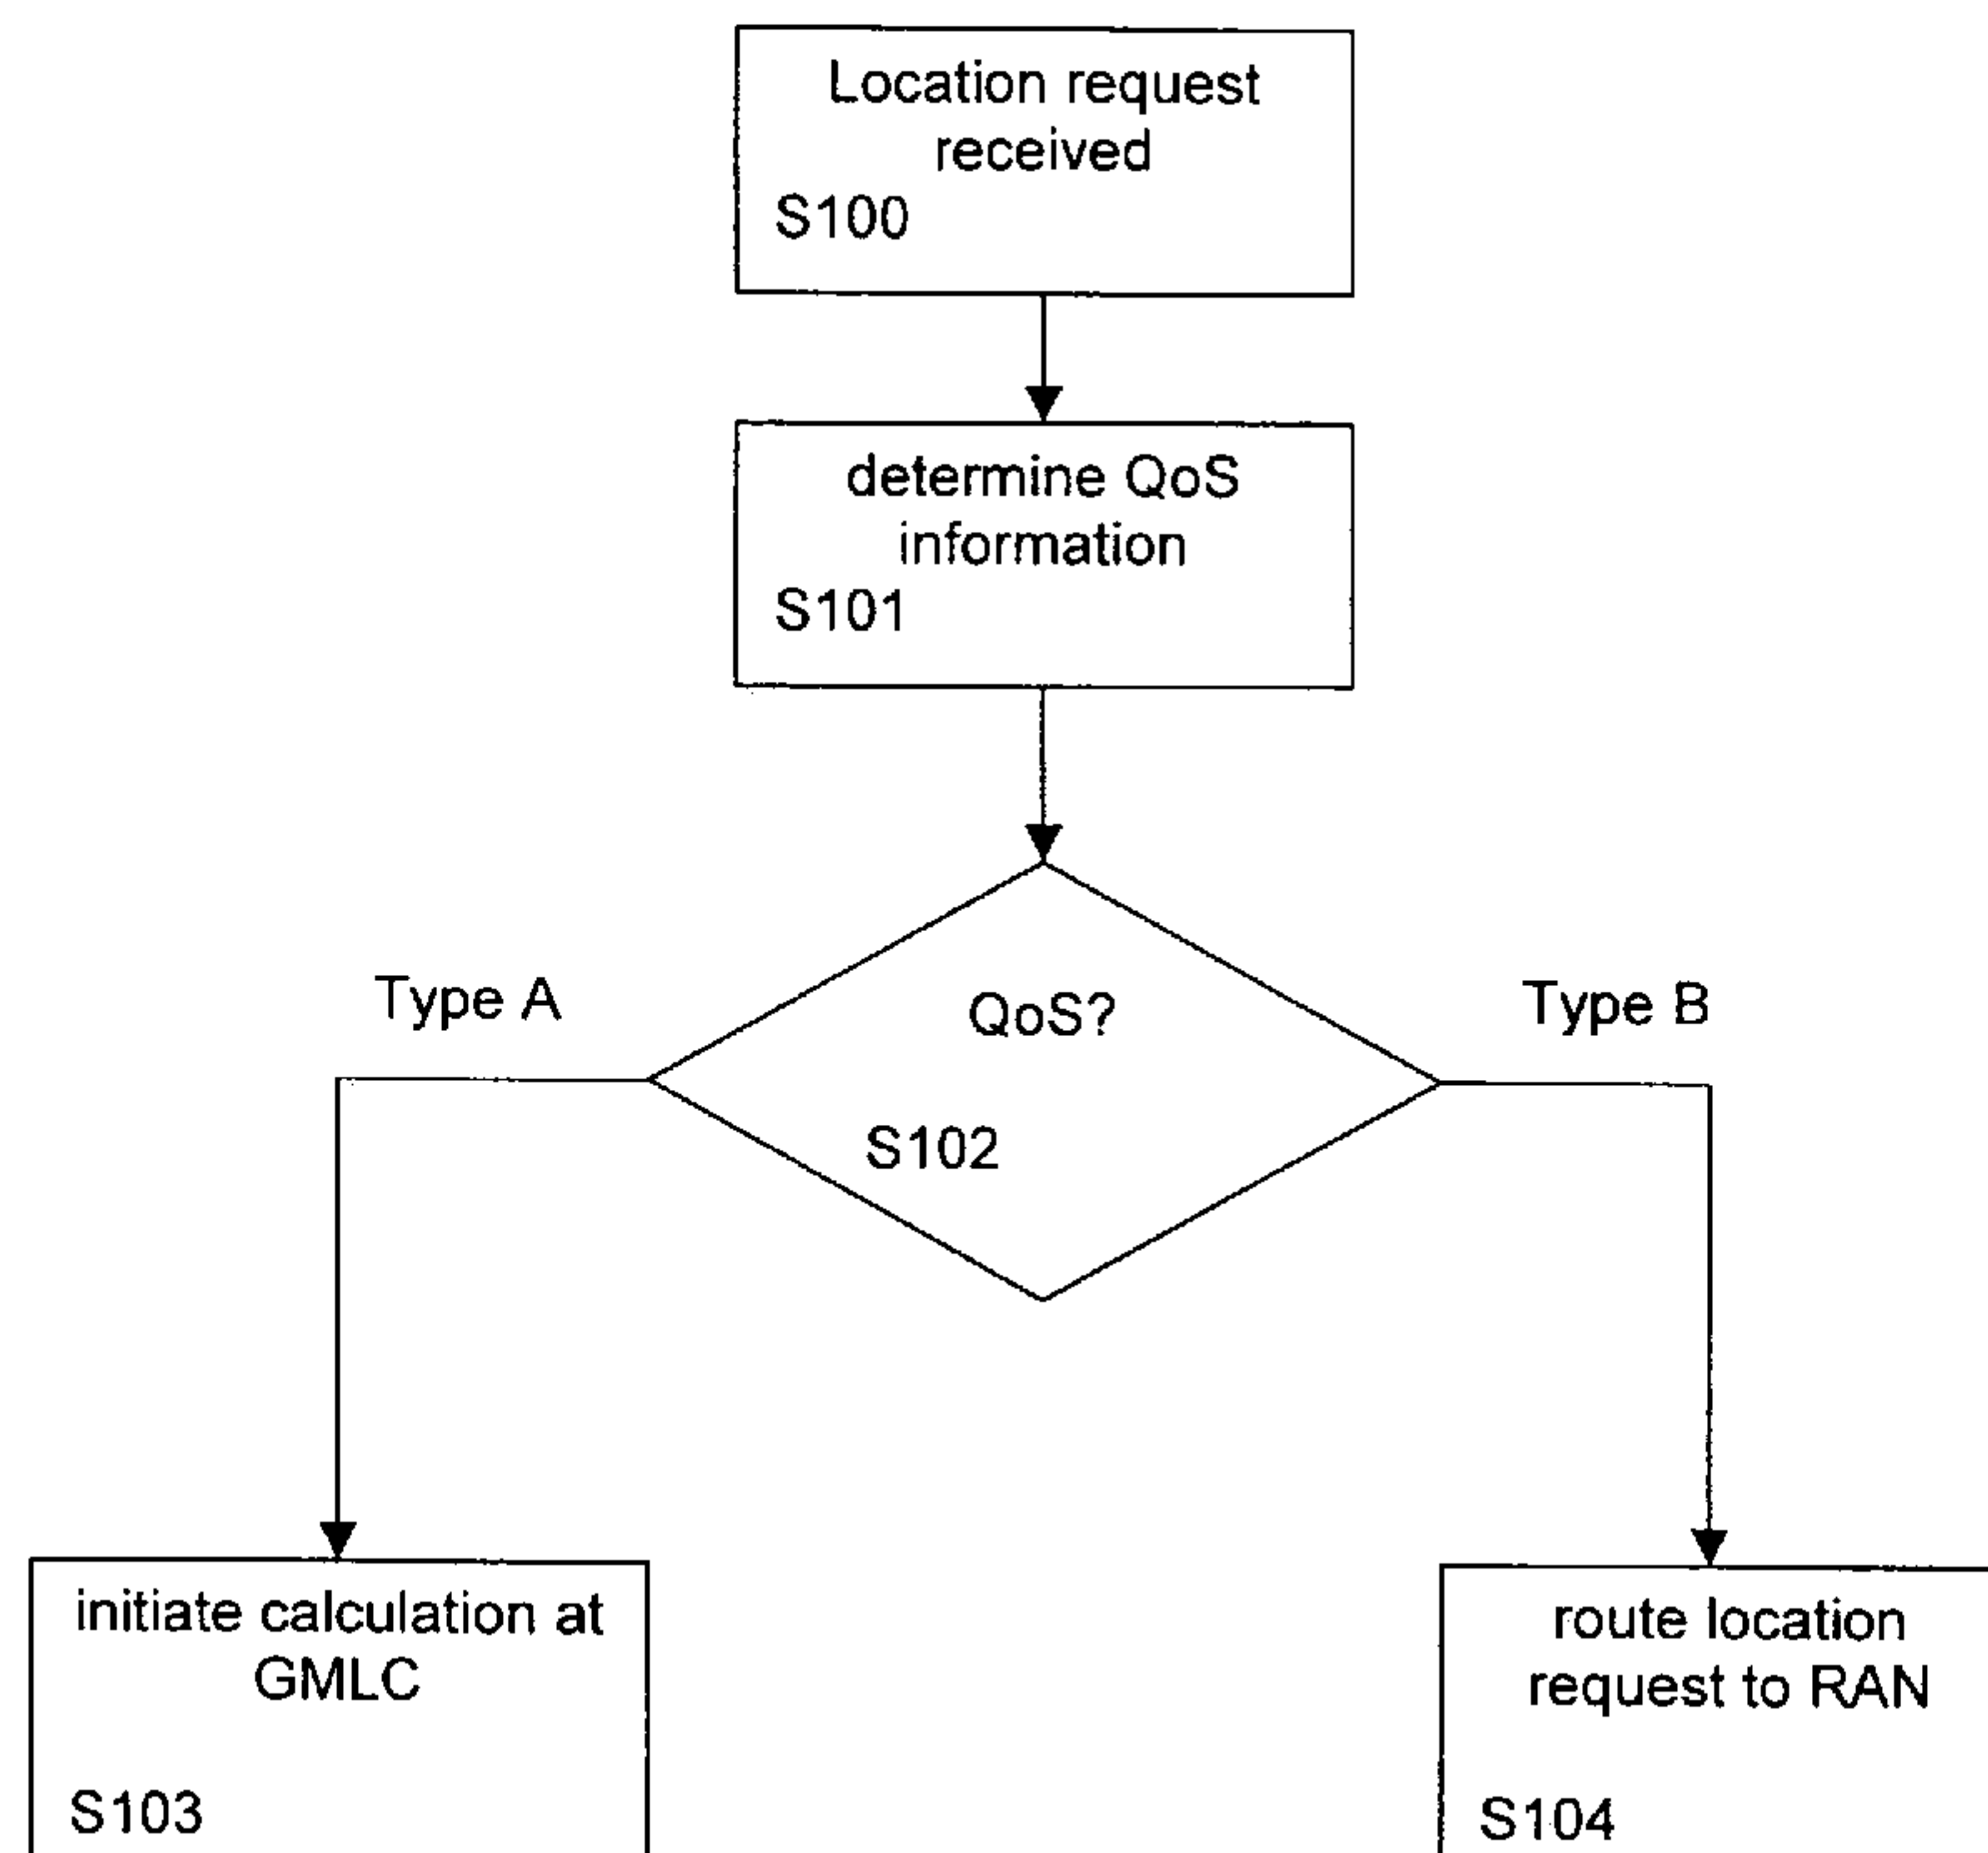 Location request
received
S100
determine QoS
information
S101
Type A
QoS?
Type B
S102
initiate calculation at
GMLC
S103
route location
request to RAN
S104